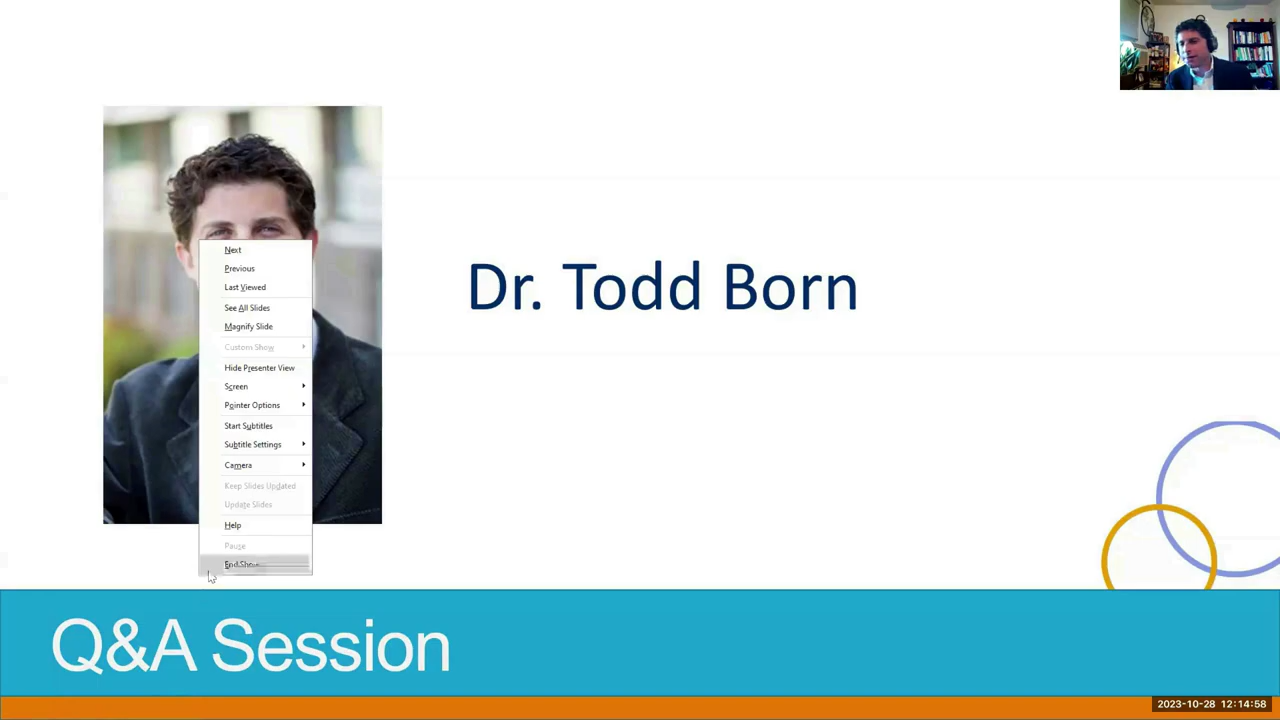 Dr. Todd Born
Next
Previous
Last Viewed
See All Slides
Magnify Slide
Custom Show
Hide Presenter View
Screen
Pointer Options
Start Subtitles
Subtitle Settings
Camera
Keep Slides Updated
Update Slides
Help
Pause
End Show
Q&A Session
2023-10-28 12:14:58